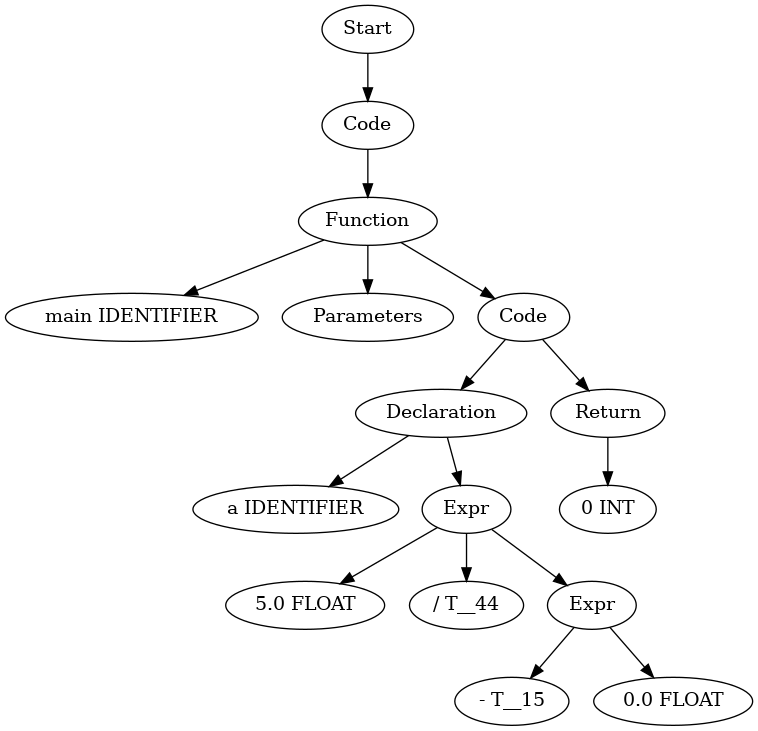 Start
Code
Function
main IDENTIFIER
Parameters
Code
Declaration
Return
a IDENTIFIER
Expr
0 INT
5.0 FLOAT
/ T__44
Expr
- T__15
0.0 FLOAT